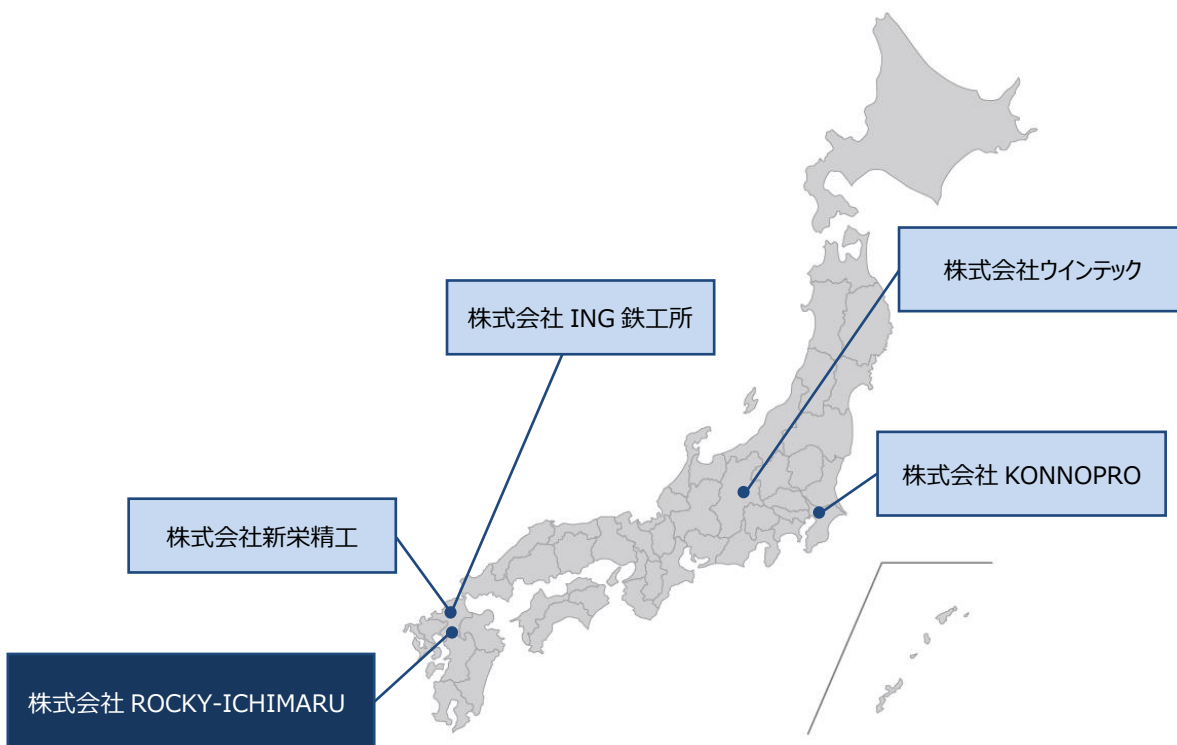 株式会社ウインテック
株式会社 ING 鉄工所
株式会社 KONNOPRO
株式会社新栄精工
株式会社 ROCKY-ICHIMARU